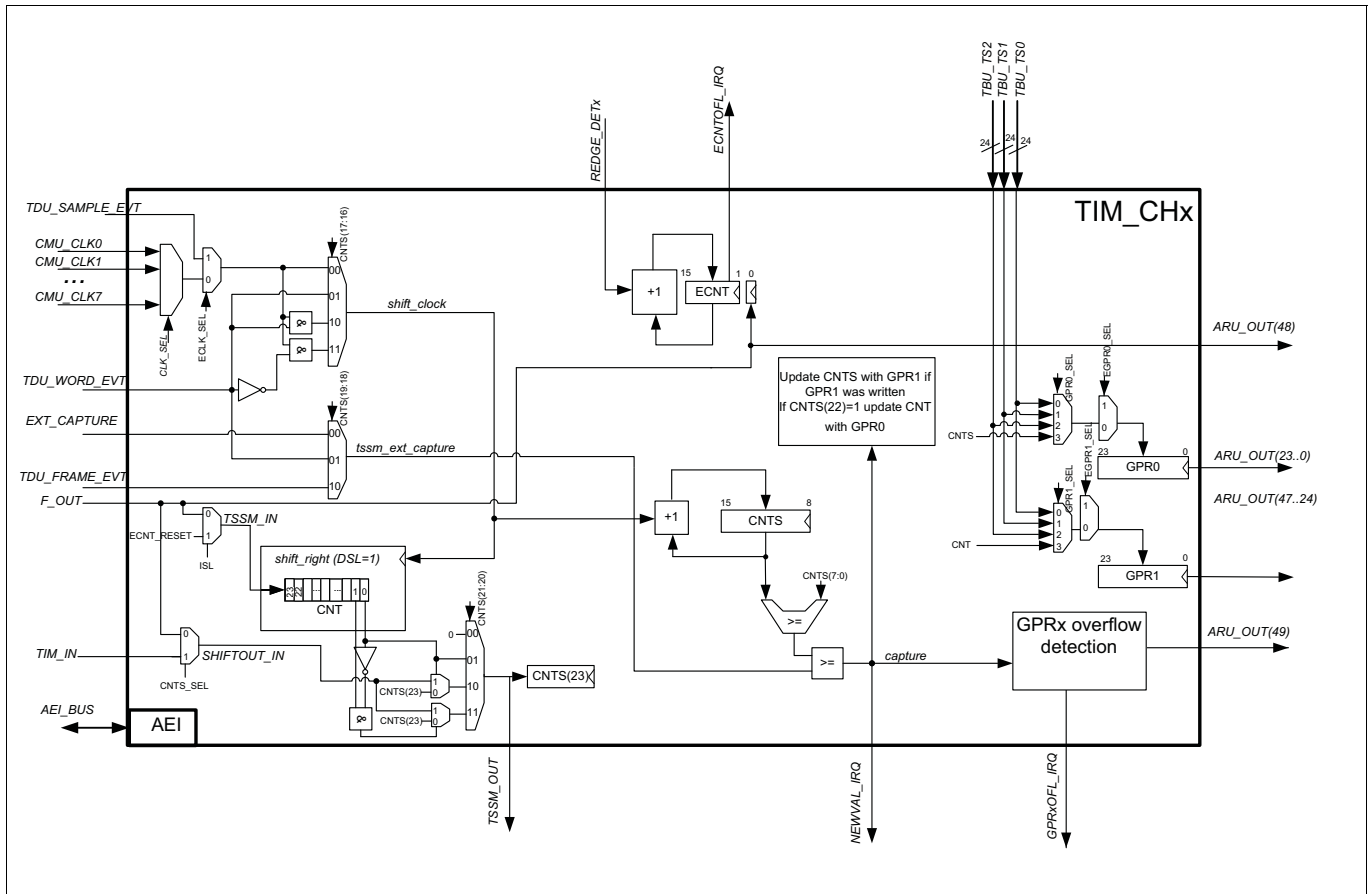 TBU_TS2
TBU_TS1
TBU_TS0
24
24
24
REDGE_DETx
ECNTOFL_IRQ
TIM_CHx
TDU_SAMPLE_EVT
CMU_CLK0
CMU_CLK1
...
CMU_CLK7
1
0
CLK_SEL
ECLK_SEL
CNTS(17:16)
00
01
10
11
&
&
shift_clock
+1
15
1
0
ECNT
ARU_OUT(48)
TDU_WORD_EVT
EXT_CAPTURE
TDU_FRAME_EVT
F_OUT
CNTS(19:18)
00
01
10
tssm_ext_capture
Update CNTS with GPR1 if
GPR1 was written
If CNTS(22)=1 update CNT
with GPR0
GPR0_SEL
EGPR0_SEL
0
1
2
3
1
0
CNTS
23
0
GPR0
ARU_OUT(23..0)
GPR1_SEL
EGPR1_SEL
0
1
2
3
1
0
CNT
23
0
GPR1
ARU_OUT(47..24)
0
1
TSSM_IN
ECNT_RESET
ISL
shift_right (DSL=1)
23
22
...
...
1
0
CNT
+1
15
8
CNTS
CNTS(7:0)
>=
>=
capture
GPRx overflow
detection
ARU_OUT(49)
TIM_IN
0
1
SHIFTOUT_IN
CNTS_SEL
CNTS(21:20)
0
00
01
10
11
1
0
CNTS(23)
1
0
CNTS(23)
&
CNTS(23)
AEI_BUS
AEI
TSSM_OUT
NEWVAL_IRQ
GPRxOFL_IRQ